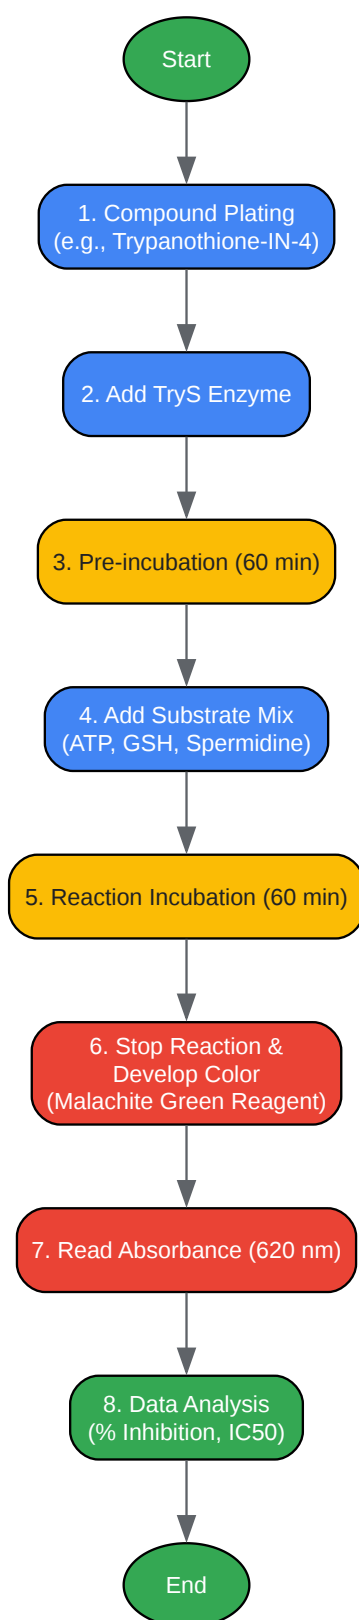 Start
1. Compound Plating
(e.g., Trypanothione-IN-4)
2. Add TryS Enzyme
3. Pre-incubation (60 min)
4. Add Substrate Mix
(ATP, GSH, Spermidine)
5. Reaction Incubation (60 min)
6. Stop Reaction &
Develop Color
(Malachite Green Reagent)
7. Read Absorbance (620 nm)
8. Data Analysis
(% Inhibition, IC50)
End